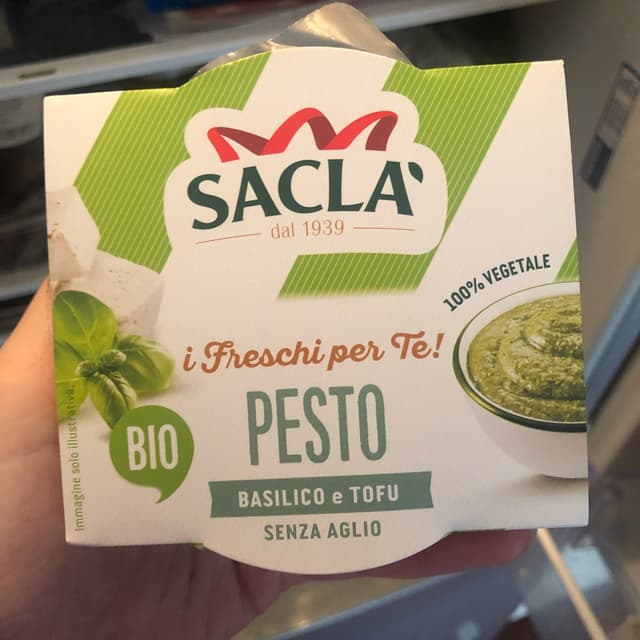 SACLA'
dal 1939
100% VEGETALE
i Freschi per Te!
PESTO
BIO
BASILICO e TOFU
SENZA AGLIO
Immagine solo illustrativa.